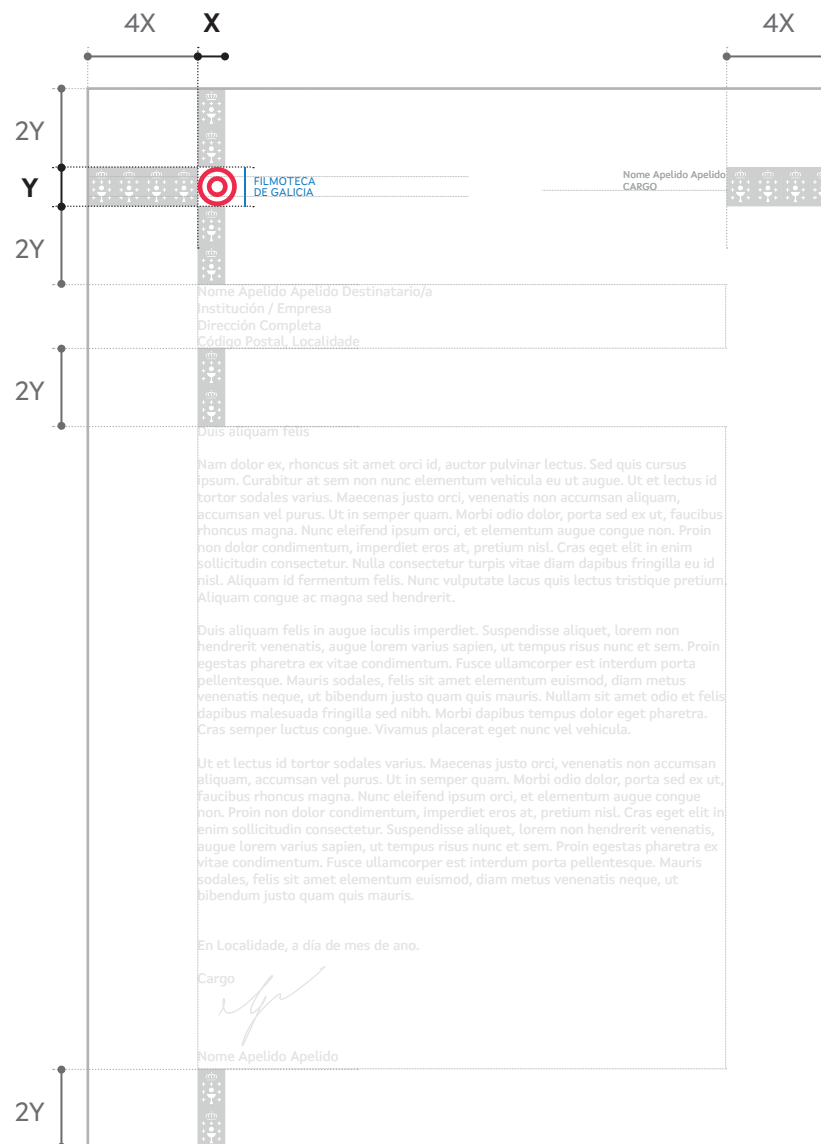 4X X 4X
2Y
Y
FILMOTECA
DE GALICIA
Nome Apelido Apelido
CARGO
2Y
Nome Apelido Apelido Destinatario/a
Institución / Empresa
Dirección Completa
Código Postal, Localidade
2Y
Duis aliquam felis
Nam dolor ex, rhoncus sit amet orci id, auctor pulvinar lectus. Sed quis cursus
ipsum. Curabitur at sem non nunc elementum vehicula eu ut augue. Ut et lectus id
tortor sodales varius. Maecenas justo orci, venenatis non accumsan aliquam,
accumsan vel purus. Ut in semper quam. Morbi odio dolor, porta sed ex ut, faucibus
rhoncus magna. Nunc eleifend ipsum orci, et elementum augue congue non. Proin
non dolor condimentum, imperdiet eros at, pretium nisl. Cras eget elit in enim
sollicitudin consectetur. Nulla consectetur turpis vitae diam dapibus fringilla eu id
nisl. Aliquam id fermentum felis. Nunc vulputate lacus quis lectus tristique pretium.
Aliquam congue ac magna sed hendrerit.
Duis aliquam felis in augue iaculis imperdiet. Suspendisse aliquet, lorem non
hendrerit venenatis, augue lorem varius sapien, ut tempus risus nunc et sem. Proin
egestas pharetra ex vitae condimentum. Fusce ullamcorper est interdum porta
pellentesque. Mauris sodales, felis sit amet elementum euismod, diam metus
venenatis neque, ut bibendum justo quam quis mauris. Nullam sit amet odio et felis
dapibus malesuada fringilla sed nibh. Morbi dapibus tempus dolor eget pharetra.
Cras semper luctus congue. Vivamus placerat eget nunc vel vehicula.
Ut et lectus id tortor sodales varius. Maecenas justo orci, venenatis non accumsan
aliquam, accumsan vel purus. Ut in semper quam. Morbi odio dolor, porta sed ex ut,
faucibus rhoncus magna. Nunc eleifend ipsum orci, et elementum augue congue
non. Proin non dolor condimentum, imperdiet eros at, pretium nisl. Cras eget elit in
enim sollicitudin consectetur. Suspendisse aliquet, lorem non hendrerit venenatis,
augue lorem varius sapien, ut tempus risus nunc et sem. Proin egestas pharetra ex
vitae condimentum. Fusce ullamcorper est interdum porta pellentesque. Mauris
sodales, felis sit amet elementum euismod, diam metus venenatis neque, ut
bibendum justo quam quis mauris.
En Localidade, a día de mes de ano.
Cargo
Nome Apelido Apelido
2Y